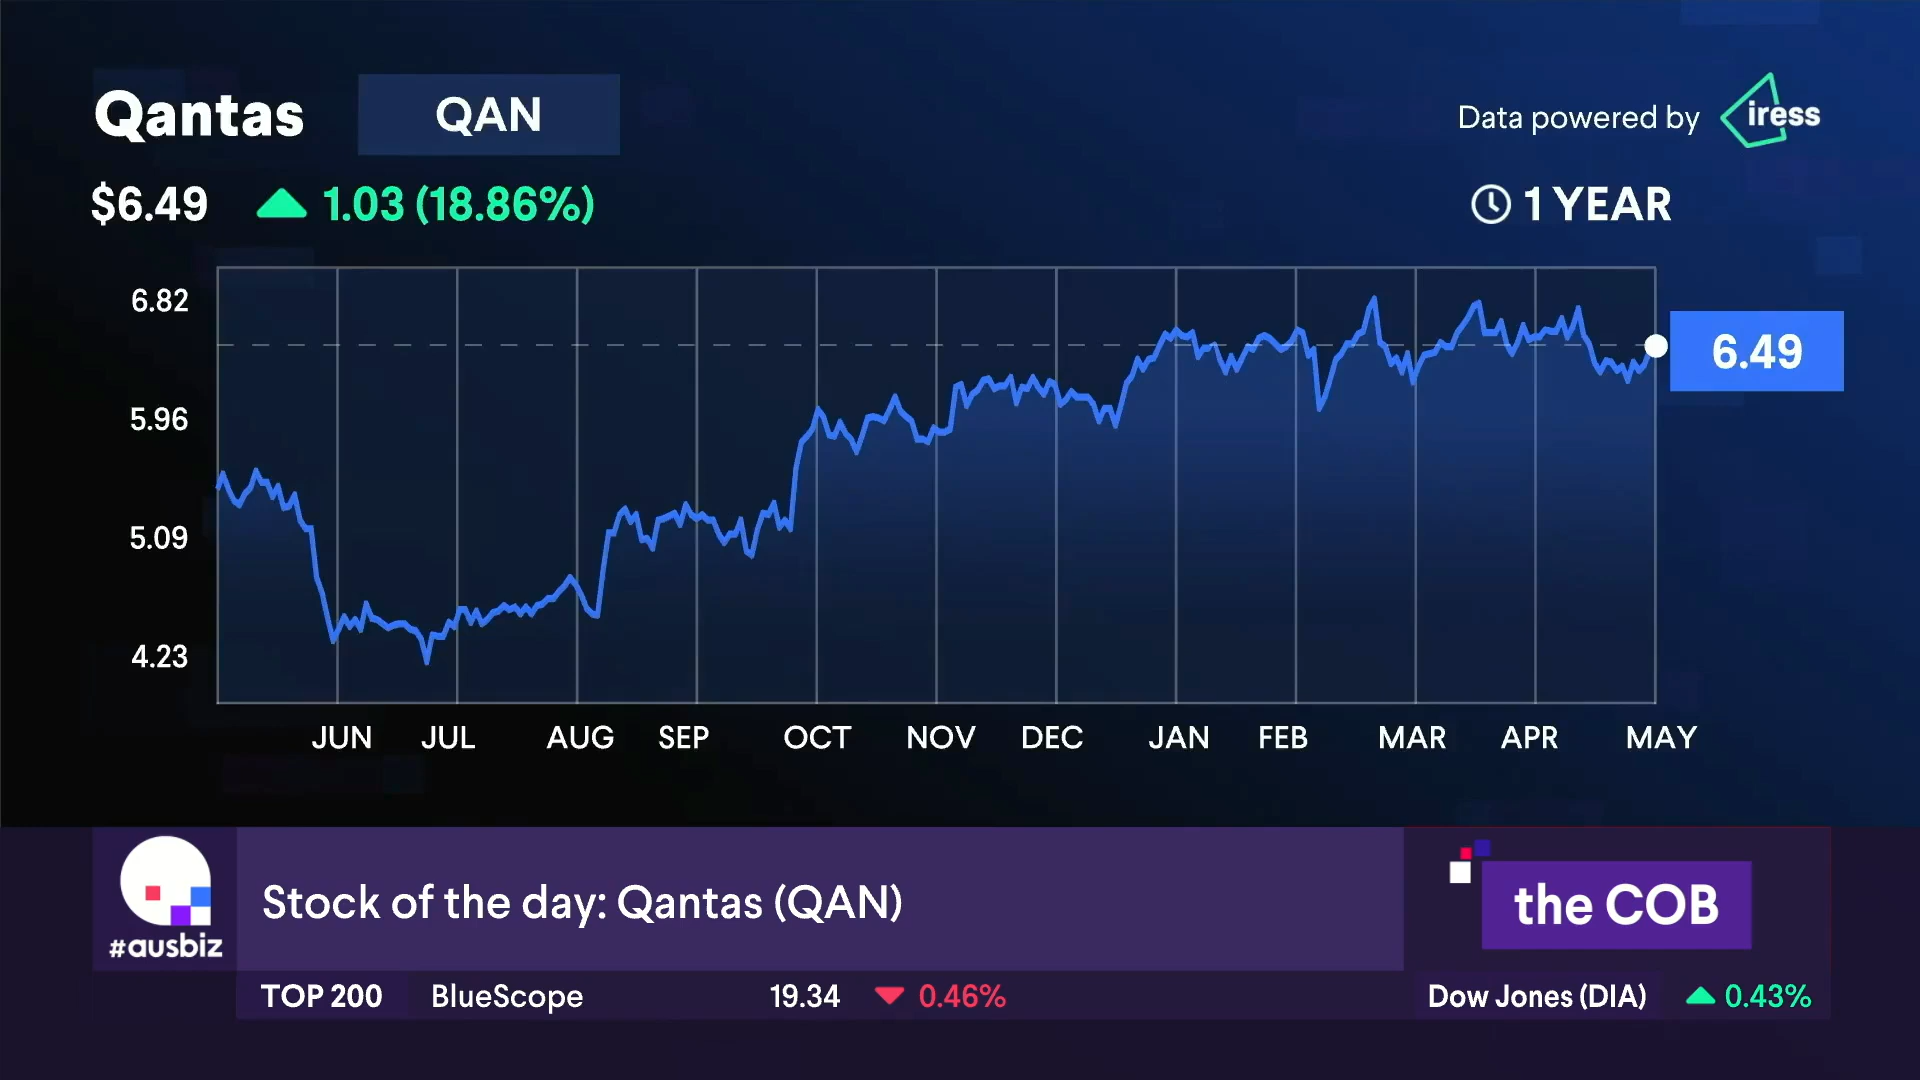 Qantas QAN
Data powered by iress
$6.49 1.03 (18.86%)
1 YEAR
6.82
5.96
5.09
4.23
6.49
JUN JUL AUG SEP OCT NOV DEC JAN FEB MAR APR MAY
#ausbiz
Stock of the day: Qantas (QAN)
the COB
TOP 200 BlueScope 19.34 0.46% Dow Jones (DIA) 0.43%